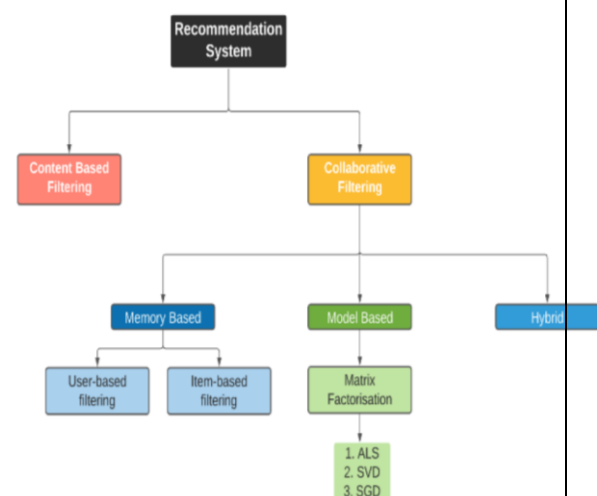 Recommendation
System
Content Based
Filtering
Collaborative
Filtering
Memory Based
Model Based
Hybrid
User-based
filtering
Item-based
filtering
Matrix
Factorisation
1. ALS
2. SVD
3. SGD